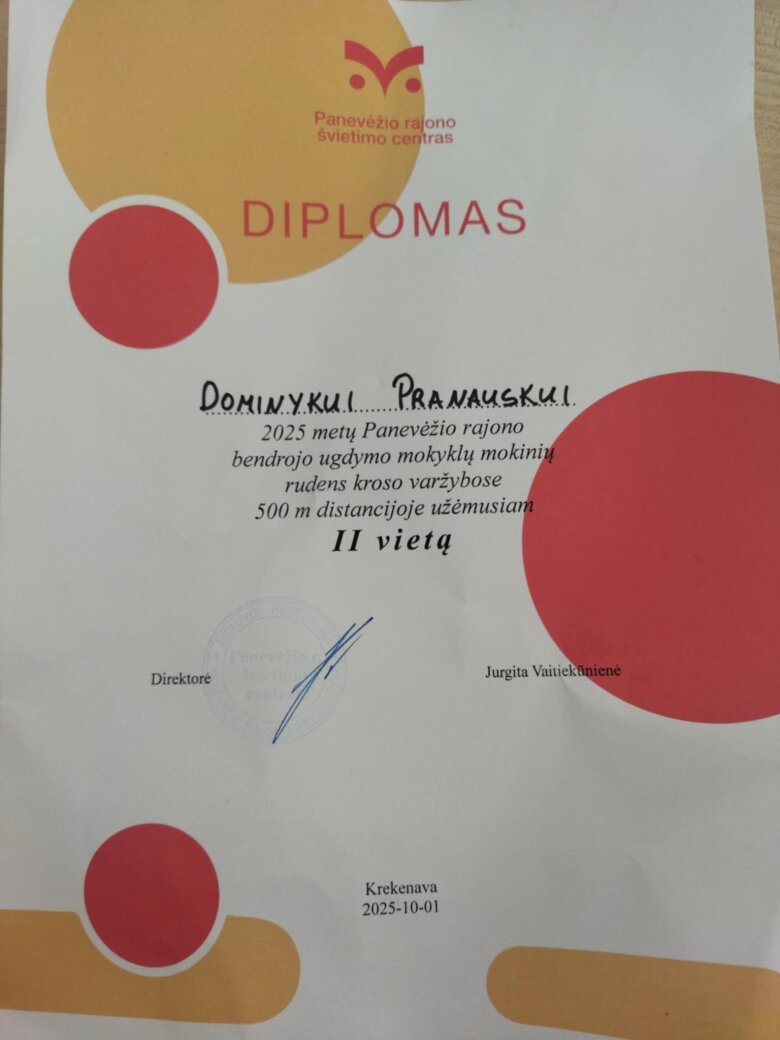 Panevėžio rajono
švietimo centras
DIPLOMAS
DOMINYKUI PRANAUSKUI
2025 metų Panevėžio rajono
bendrojo ugdymo mokyklų mokinių
rudens kroso varžybose
500 m distancijoje užėmusiam
II vietą
Direktorė
Jurgita Vaitiekūnienė
Krekenava
2025-10-01